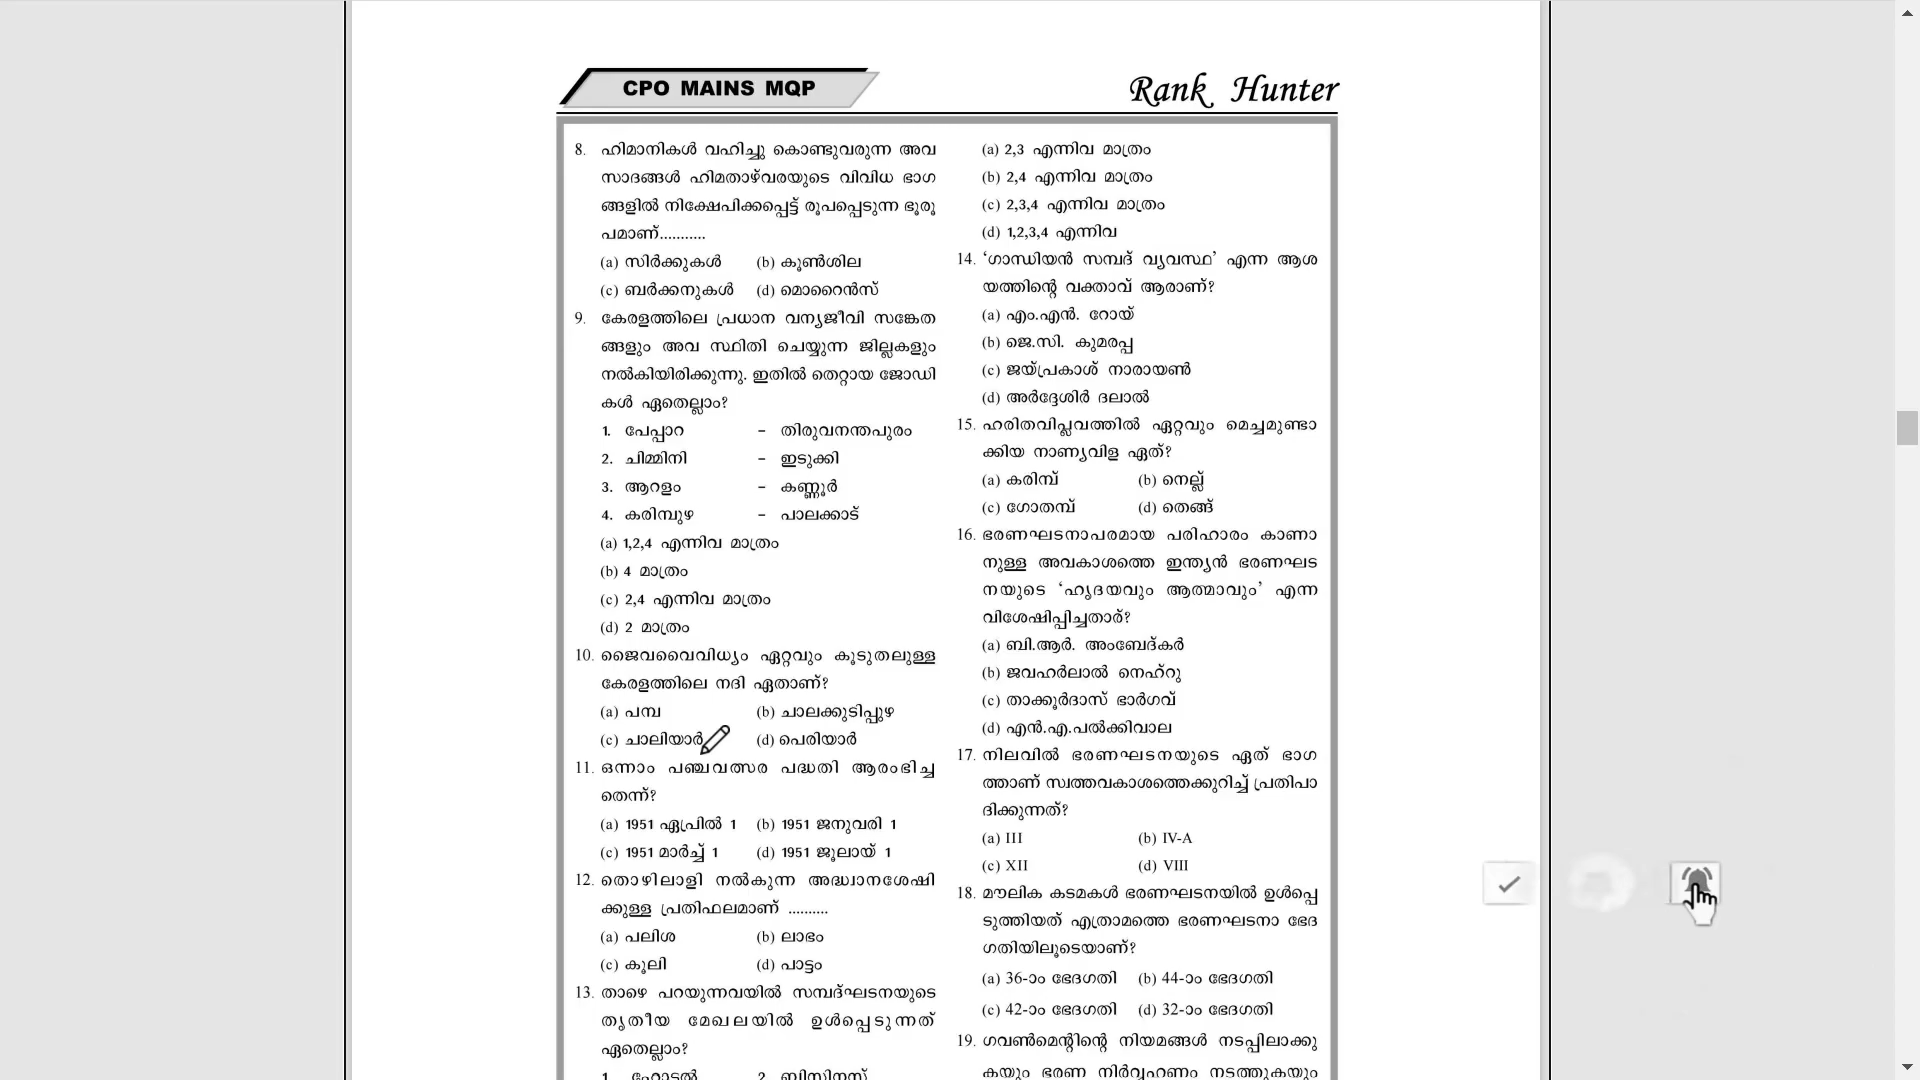 CPO MAINS MQP
Rank Hunter
8. ഹിമാനികൾ വഹിച്ചു കൊണ്ടുവരുന്ന അവ
സാദങ്ങൾ ഹിമതാഴ്‌വരയുടെ വിവിധ ഭാഗ
ങ്ങളിൽ നിക്ഷേപിക്കപ്പെട്ട് രൂപപ്പെടുന്ന ഭൂരൂ
പമാണ്...........
(a) സിർക്കുകൾ (b) കൂൺശില
(c) ബർക്കനുകൾ (d) മൊറൈൻസ്
9. കേരളത്തിലെ പ്രധാന വന്യജീവി സങ്കേത
ങ്ങളും അവ സ്ഥിതി ചെയ്യുന്ന ജില്ലകളും
നൽകിയിരിക്കുന്നു. ഇതിൽ തെറ്റായ ജോഡി
കൾ ഏതെല്ലാം?
1. പേപ്പാറ – തിരുവനന്തപുരം
2. ചിമ്മിനി – ഇടുക്കി
3. ആറളം – കണ്ണൂർ
4. കരിമ്പുഴ – പാലക്കാട്
(a) 1,2,4 എന്നിവ മാത്രം
(b) 4 മാത്രം
(c) 2,4 എന്നിവ മാത്രം
(d) 2 മാത്രം
10. ജൈവവൈവിധ്യം ഏറ്റവും കൂടുതലുള്ള
കേരളത്തിലെ നദി ഏതാണ്?
(a) പമ്പ (b) ചാലക്കുടിപ്പുഴ
(c) ചാലിയാർ (d) പെരിയാർ
11. ഒന്നാം പഞ്ചവത്സര പദ്ധതി ആരംഭിച്ച
തെന്ന്?
(a) 1951 ഏപ്രിൽ 1 (b) 1951 ജനുവരി 1
(c) 1951 മാർച്ച് 1 (d) 1951 ജൂലായ് 1
12. തൊഴിലാളി നൽകുന്ന അദ്ധ്വാനശേഷി
ക്കുള്ള പ്രതിഫലമാണ് ..........
(a) പലിശ (b) ലാഭം
(c) കൂലി (d) പാട്ടം
13. താഴെ പറയുന്നവയിൽ സമ്പദ്ഘടനയുടെ
തൃതീയ മേഖലയിൽ ഉൾപ്പെടുന്നത്
ഏതെല്ലാം?
1. ഹോട്ടൽ 2. ബിസിനസ്
(a) 2,3 എന്നിവ മാത്രം
(b) 2,4 എന്നിവ മാത്രം
(c) 2,3,4 എന്നിവ മാത്രം
(d) 1,2,3,4 എന്നിവ
14. ‘ഗാന്ധിയൻ സമ്പദ് വ്യവസ്ഥ’ എന്ന ആശ
യത്തിന്റെ വക്താവ് ആരാണ്?
(a) എം.എൻ. റോയ്
(b) ജെ.സി. കുമരപ്പ
(c) ജയ്പ്രകാശ് നാരായൺ
(d) അർദ്ദേശിർ ദലാൽ
15. ഹരിതവിപ്ലവത്തിൽ ഏറ്റവും മെച്ചമുണ്ടാ
ക്കിയ നാണ്യവിള ഏത്?
(a) കരിമ്പ് (b) നെല്ല്
(c) ഗോതമ്പ് (d) തെങ്ങ്
16. ഭരണഘടനാപരമായ പരിഹാരം കാണാ
നുള്ള അവകാശത്തെ ഇന്ത്യൻ ഭരണഘട
നയുടെ ‘ഹൃദയവും ആത്മാവും’ എന്ന
വിശേഷിപ്പിച്ചതാര്?
(a) ബി.ആർ. അംബേദ്കർ
(b) ജവഹർലാൽ നെഹ്റു
(c) താക്കൂർദാസ് ഭാർഗവ്
(d) എൻ.എ.പൽക്കിവാല
17. നിലവിൽ ഭരണഘടനയുടെ ഏത് ഭാഗ
ത്താണ് സ്വത്തവകാശത്തെക്കുറിച്ച് പ്രതിപാ
ദിക്കുന്നത്?
(a) III (b) IV-A
(c) XII (d) VIII
18. മൗലിക കടമകൾ ഭരണഘടനയിൽ ഉൾപ്പെ
ടുത്തിയത് എത്രാമത്തെ ഭരണഘടനാ ഭേദ
ഗതിയിലൂടെയാണ്?
(a) 36-ാം ഭേദഗതി (b) 44-ാം ഭേദഗതി
(c) 42-ാം ഭേദഗതി (d) 32-ാം ഭേദഗതി
19. ഗവൺമെന്റിന്റെ നിയമങ്ങൾ നടപ്പിലാക്കു
കയും ഭരണ നിർവ്വഹണം നടത്തുകയും